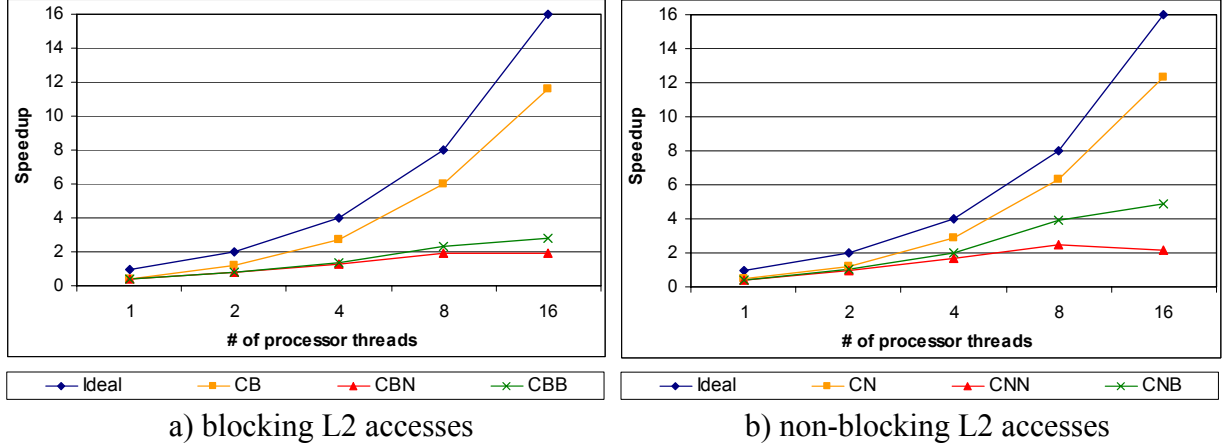 16
14
12
10
8
6
4
2
0
Speedup
1 2 4 8 16
# of processor threads
Ideal CB CBN CBB
a) blocking L2 accesses
16
14
12
10
8
6
4
2
0
Speedup
1 2 4 8 16
# of processor threads
Ideal CN CNN CNB
b) non-blocking L2 accesses